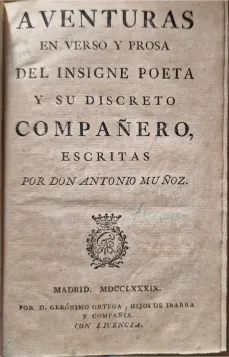 AVENTURAS
EN VERSO Y PROSA
DEL INSIGNE POETA
Y SU DISCRETO
COMPAÑERO,
ESCRITAS
POR DON ANTONIO MUÑOZ.
MADRID. MDCCLXXXIX.
POR D. GERÓNIMO ORTEGA, HIJOS DE IBARRA
Y COMPAÑIA.
CON LICENCIA.